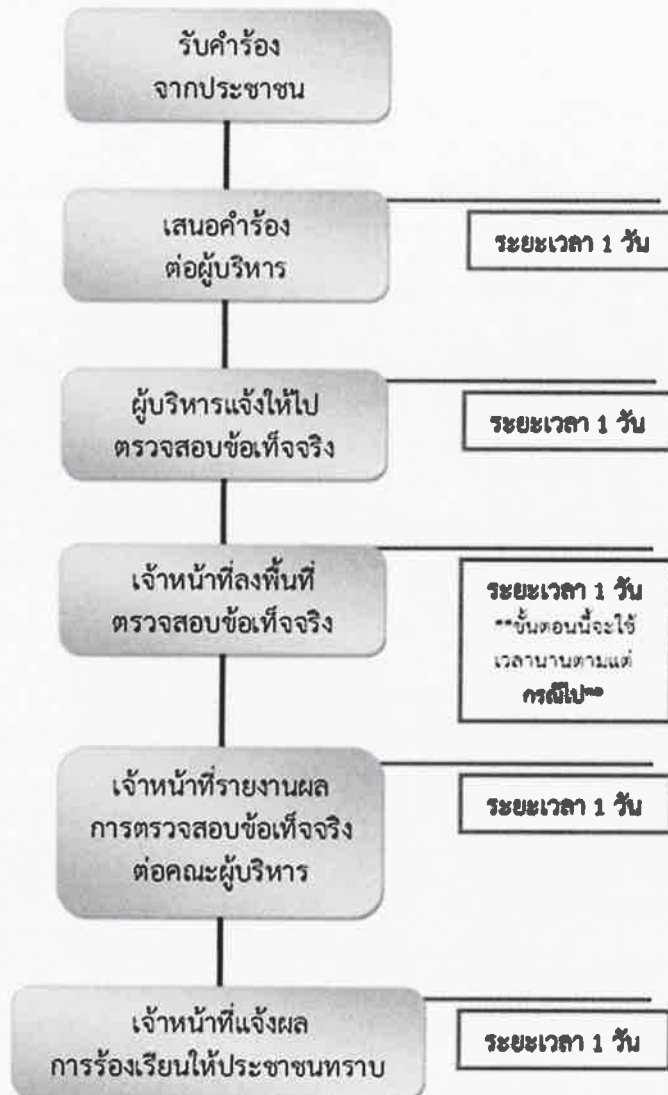 รับคำร้อง
จากประชาชน
เสนอคำร้อง
ต่อผู้บริหาร
ระยะเวลา 1 วัน
ผู้บริหารแจ้งให้ไป
ตรวจสอบข้อเท็จจริง
ระยะเวลา 1 วัน
เจ้าหน้าที่ลงพื้นที่
ตรวจสอบข้อเท็จจริง
ระยะเวลา 1 วัน
**ขั้นตอนนี้จะใช้
เวลานานตามแต่
กรณีไป**
เจ้าหน้าที่รายงานผล
การตรวจสอบข้อเท็จจริง
ต่อคณะผู้บริหาร
ระยะเวลา 1 วัน
เจ้าหน้าที่แจ้งผล
การร้องเรียนให้ประชาชนทราบ
ระยะเวลา 1 วัน